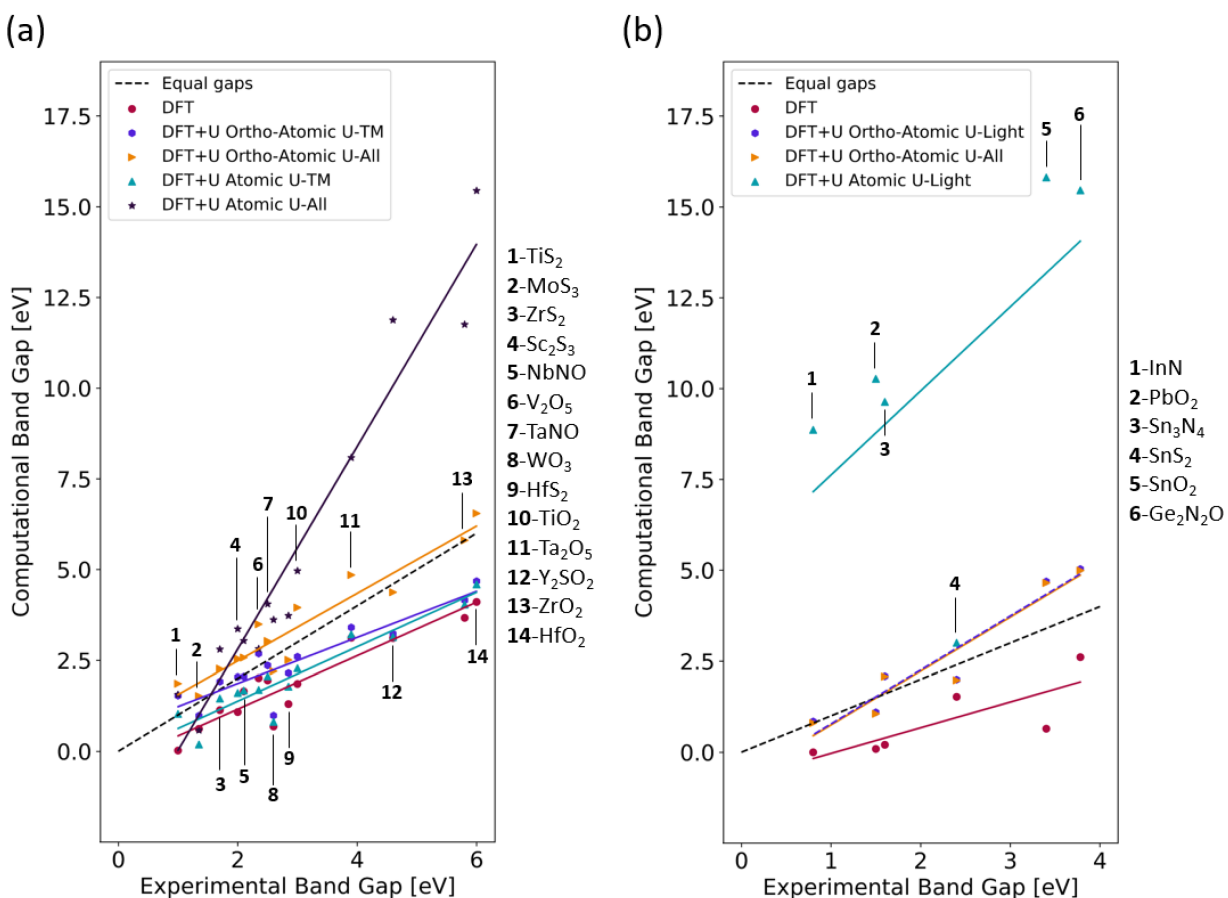 (a)
Computational Band Gap [eV]
17.5
15.0
12.5
10.0
7.5
5.0
2.5
0.0
Equal gaps
DFT
DFT+U Ortho-Atomic U-TM
DFT+U Ortho-Atomic U-All
DFT+U Atomic U-TM
DFT+U Atomic U-All
1
2
3
4
5
6
7
8
9
10
11
12
13
14
0 2 4 6
Experimental Band Gap [eV]
1-TiS₂
2-MoS₃
3-ZrS₂
4-Sc₂S₃
5-NbNO
6-V₂O₅
7-TaNO
8-WO₃
9-HfS₂
10-TiO₂
11-Ta₂O₅
12-Y₂SO₂
13-ZrO₂
14-HfO₂
(b)
Computational Band Gap [eV]
17.5
15.0
12.5
10.0
7.5
5.0
2.5
0.0
Equal gaps
DFT
DFT+U Ortho-Atomic U-Light
DFT+U Ortho-Atomic U-All
DFT+U Atomic U-Light
1
2
3
4
5
6
0 1 2 3 4
Experimental Band Gap [eV]
1-InN
2-PbO₂
3-Sn₃N₄
4-SnS₂
5-SnO₂
6-Ge₂N₂O